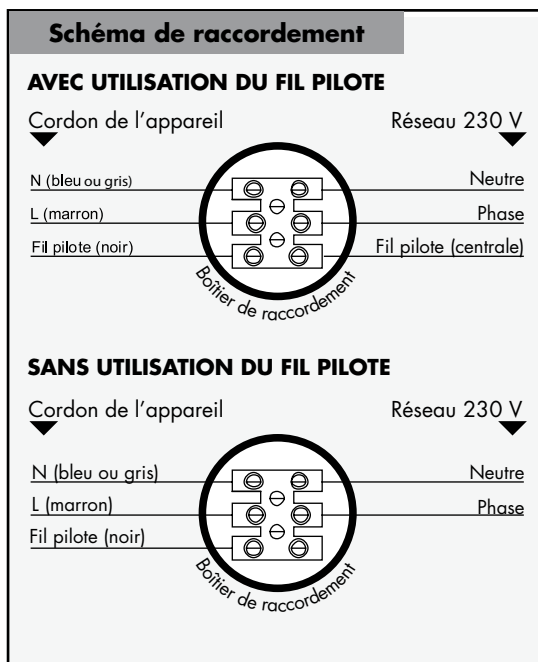 Schéma de raccordement
AVEC UTILISATION DU FIL PILOTE
Cordon de l'appareil
Réseau 230 V
N (bleu ou gris)
Neutre
L (marron)
Phase
Fil pilote (noir)
Fil pilote (centrale)
Boîtier de raccordement
SANS UTILISATION DU FIL PILOTE
Cordon de l'appareil
Réseau 230 V
N (bleu ou gris)
Neutre
L (marron)
Phase
Fil pilote (noir)
Boîtier de raccordement